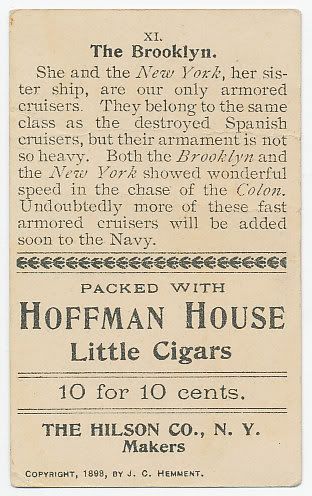 XI.
The Brooklyn.
She and the New York, her sis-
ter ship, are our only armored
cruisers. They belong to the same
class as the destroyed Spanish
cruisers, but their armament is not
so heavy. Both the Brooklyn and
the New York showed wonderful
speed in the chase of the Colon.
Undoubtedly more of these fast
armored cruisers will be added
soon to the Navy.
PACKED WITH
HOFFMAN HOUSE
Little Cigars
10 for 10 cents.
THE HILSON CO., N. Y.
Makers
COPYRIGHT, 1898, BY J. C. HEMMENT.